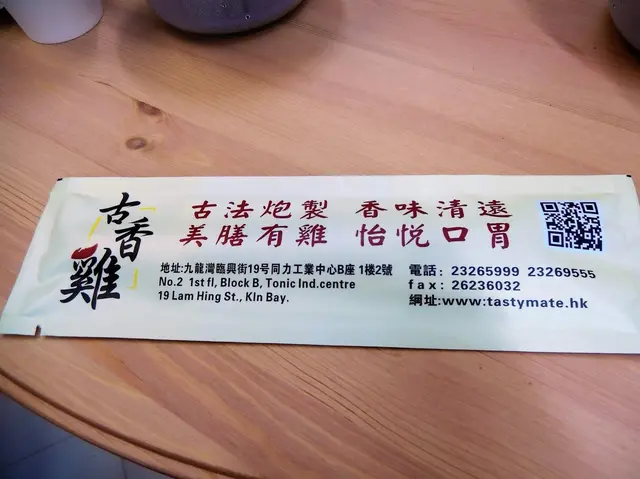 古香雞
古法炮製 香味清遠
美膳有雞 怡悅口胃
地址:九龍灣臨興街19號同力工業中心B座 1樓2號
No.2 1st fl, Block B, Tonic Ind.centre
19 Lam Hing St., Kln Bay.
電話: 23265999 23269555
fax: 26236032
網址:www.tastymate.hk